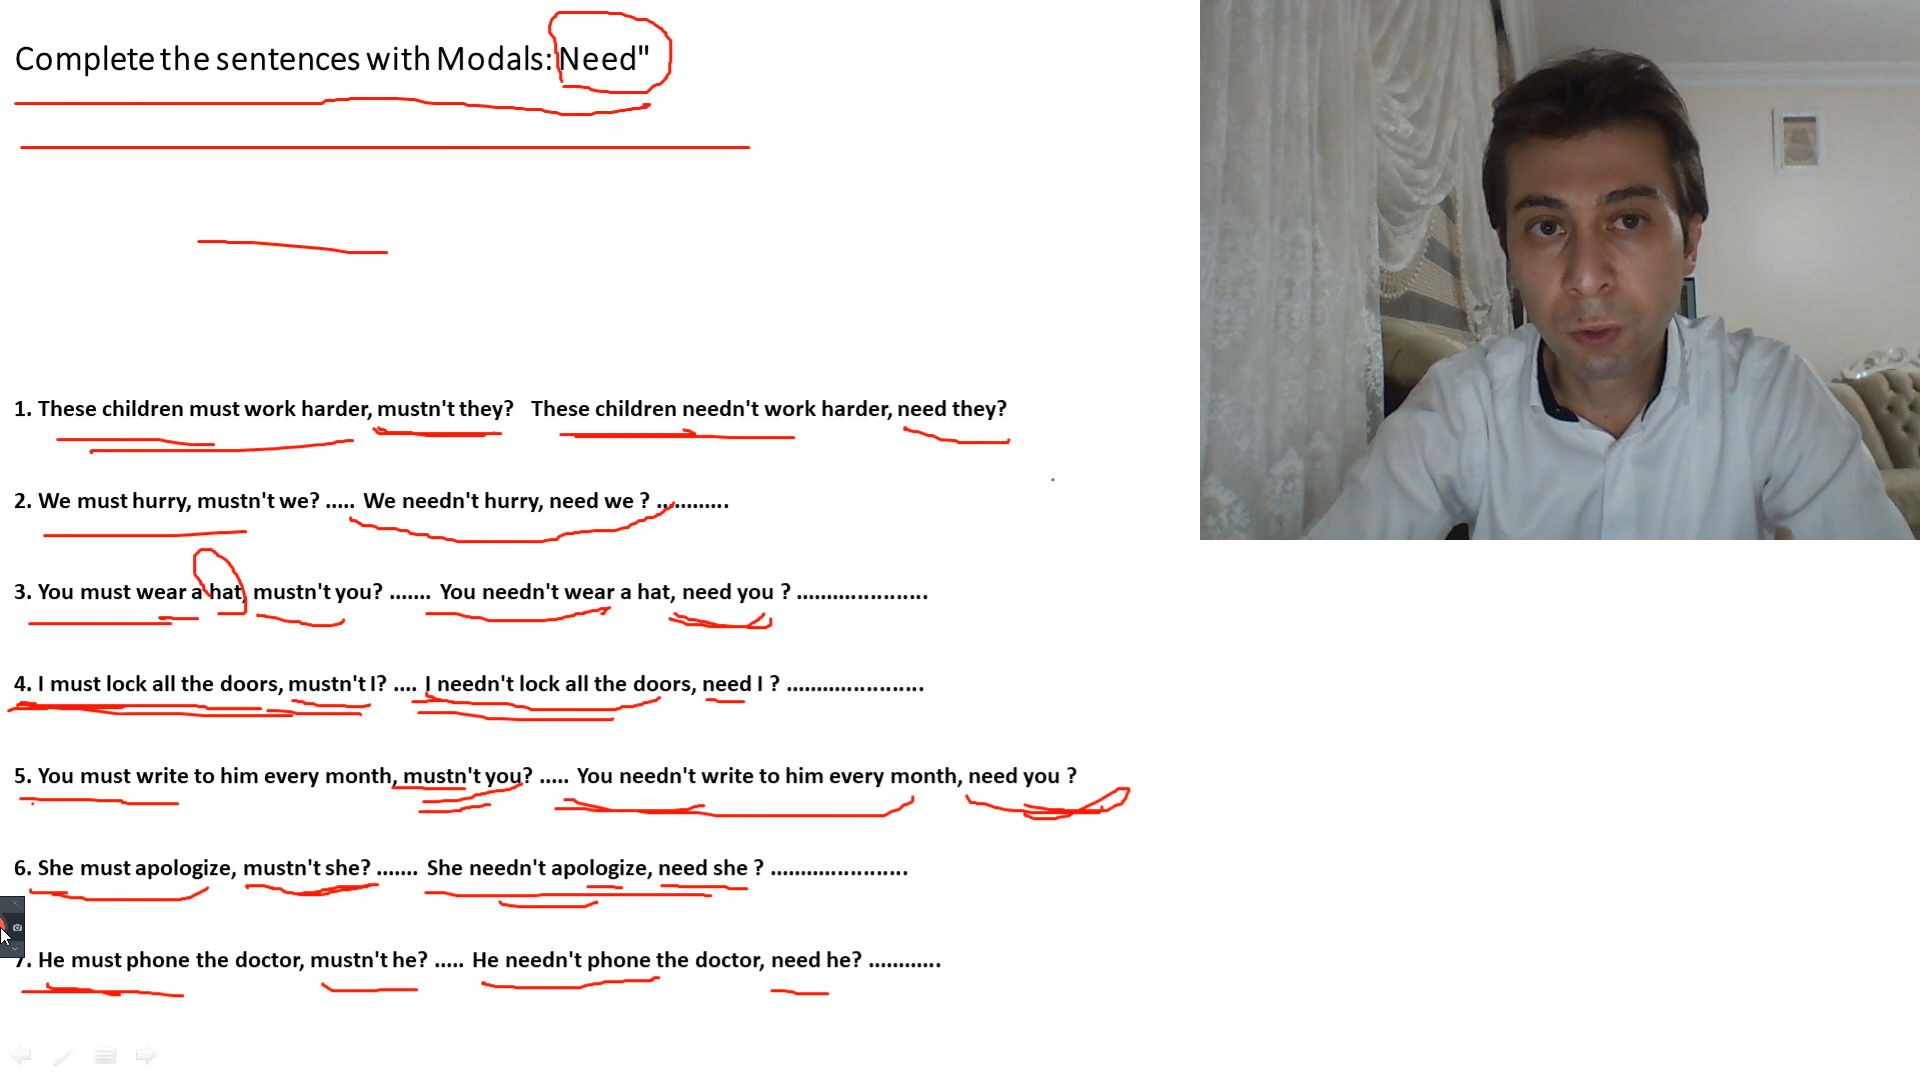 Complete the sentences with Modals: Need"
1. These children must work harder, mustn't they? These children needn't work harder, need they?
2. We must hurry, mustn't we? ..... We needn't hurry, need we ? ............
3. You must wear a hat, mustn't you? ....... You needn't wear a hat, need you ? ......................
4. I must lock all the doors, mustn't I? .... I needn't lock all the doors, need I ? .......................
5. You must write to him every month, mustn't you? ..... You needn't write to him every month, need you ?
6. She must apologize, mustn't she? ....... She needn't apologize, need she ? .......................
7. He must phone the doctor, mustn't he? ..... He needn't phone the doctor, need he? ............